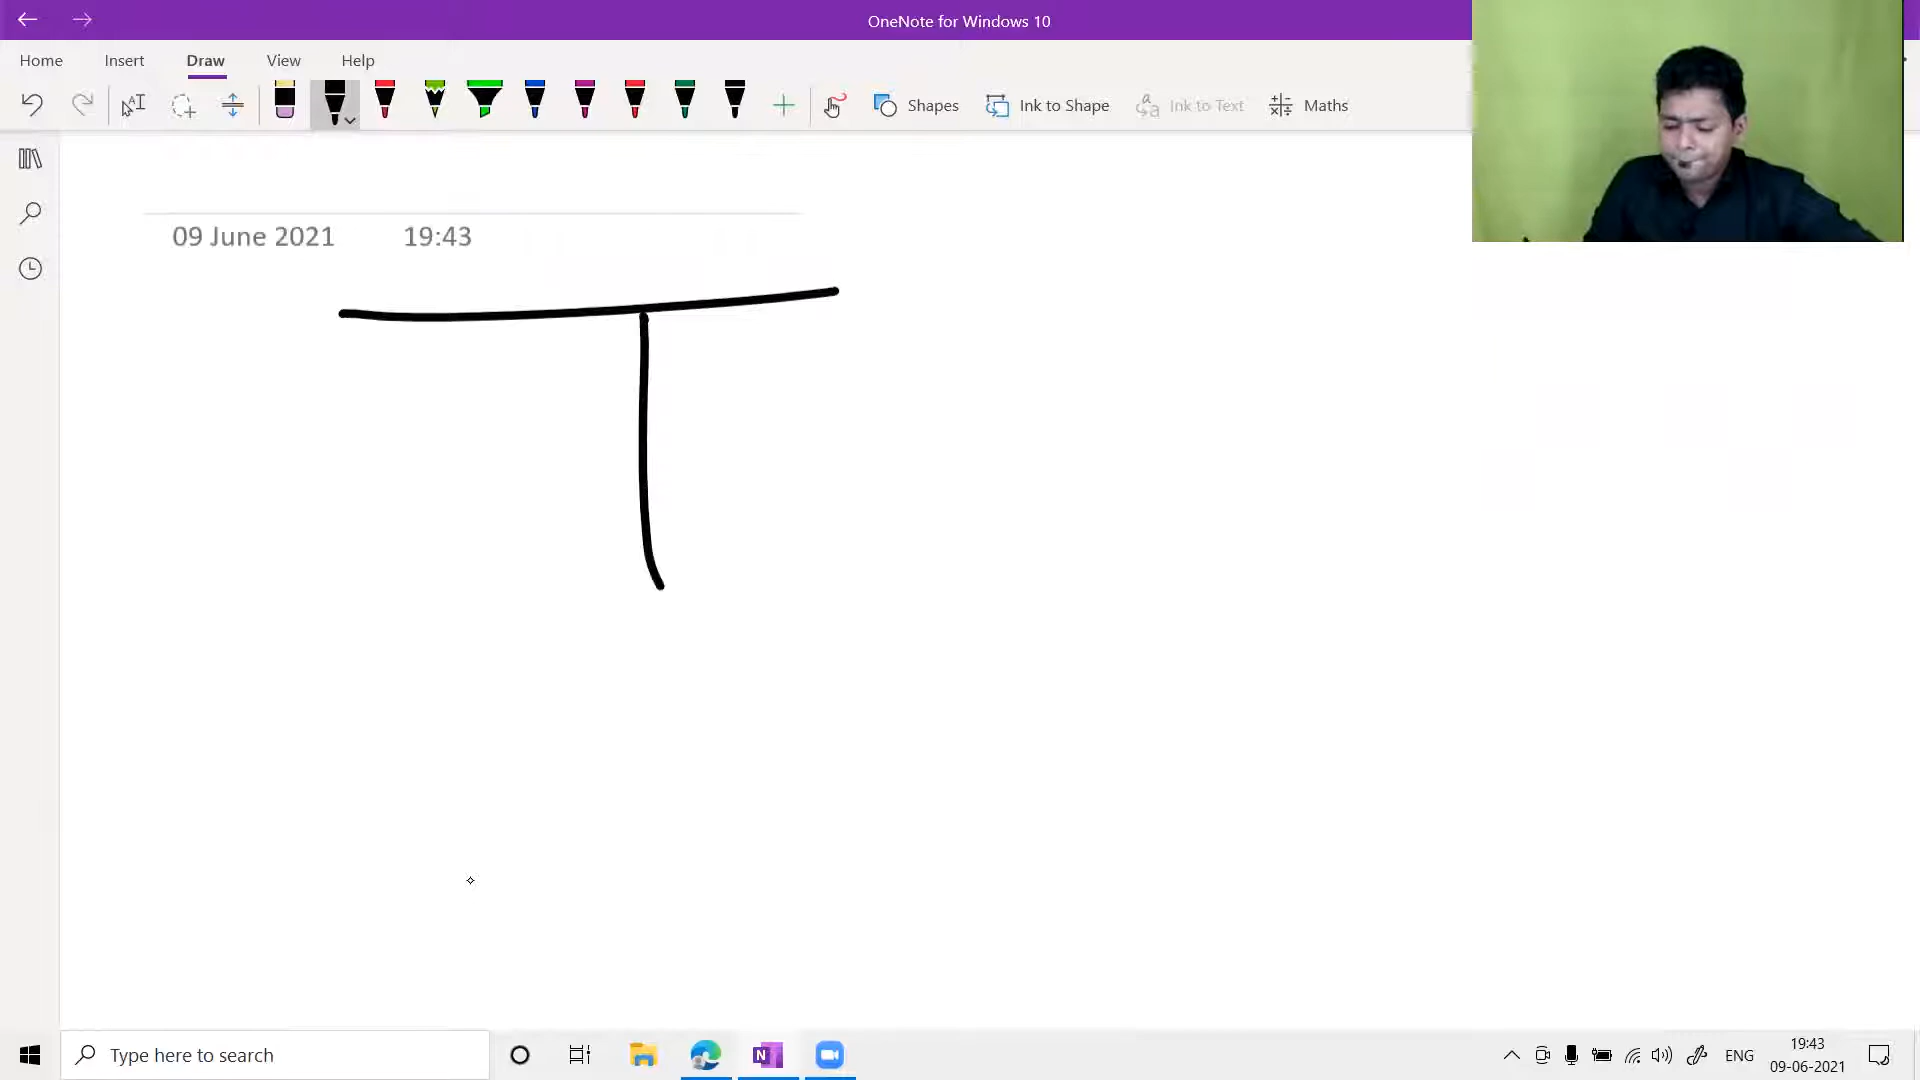 OneNote for Windows 10
Home Insert Draw View Help
Shapes Ink to Shape Ink to Text Maths
09 June 2021 19:43
Type here to search
ENG
19:43
09-06-2021